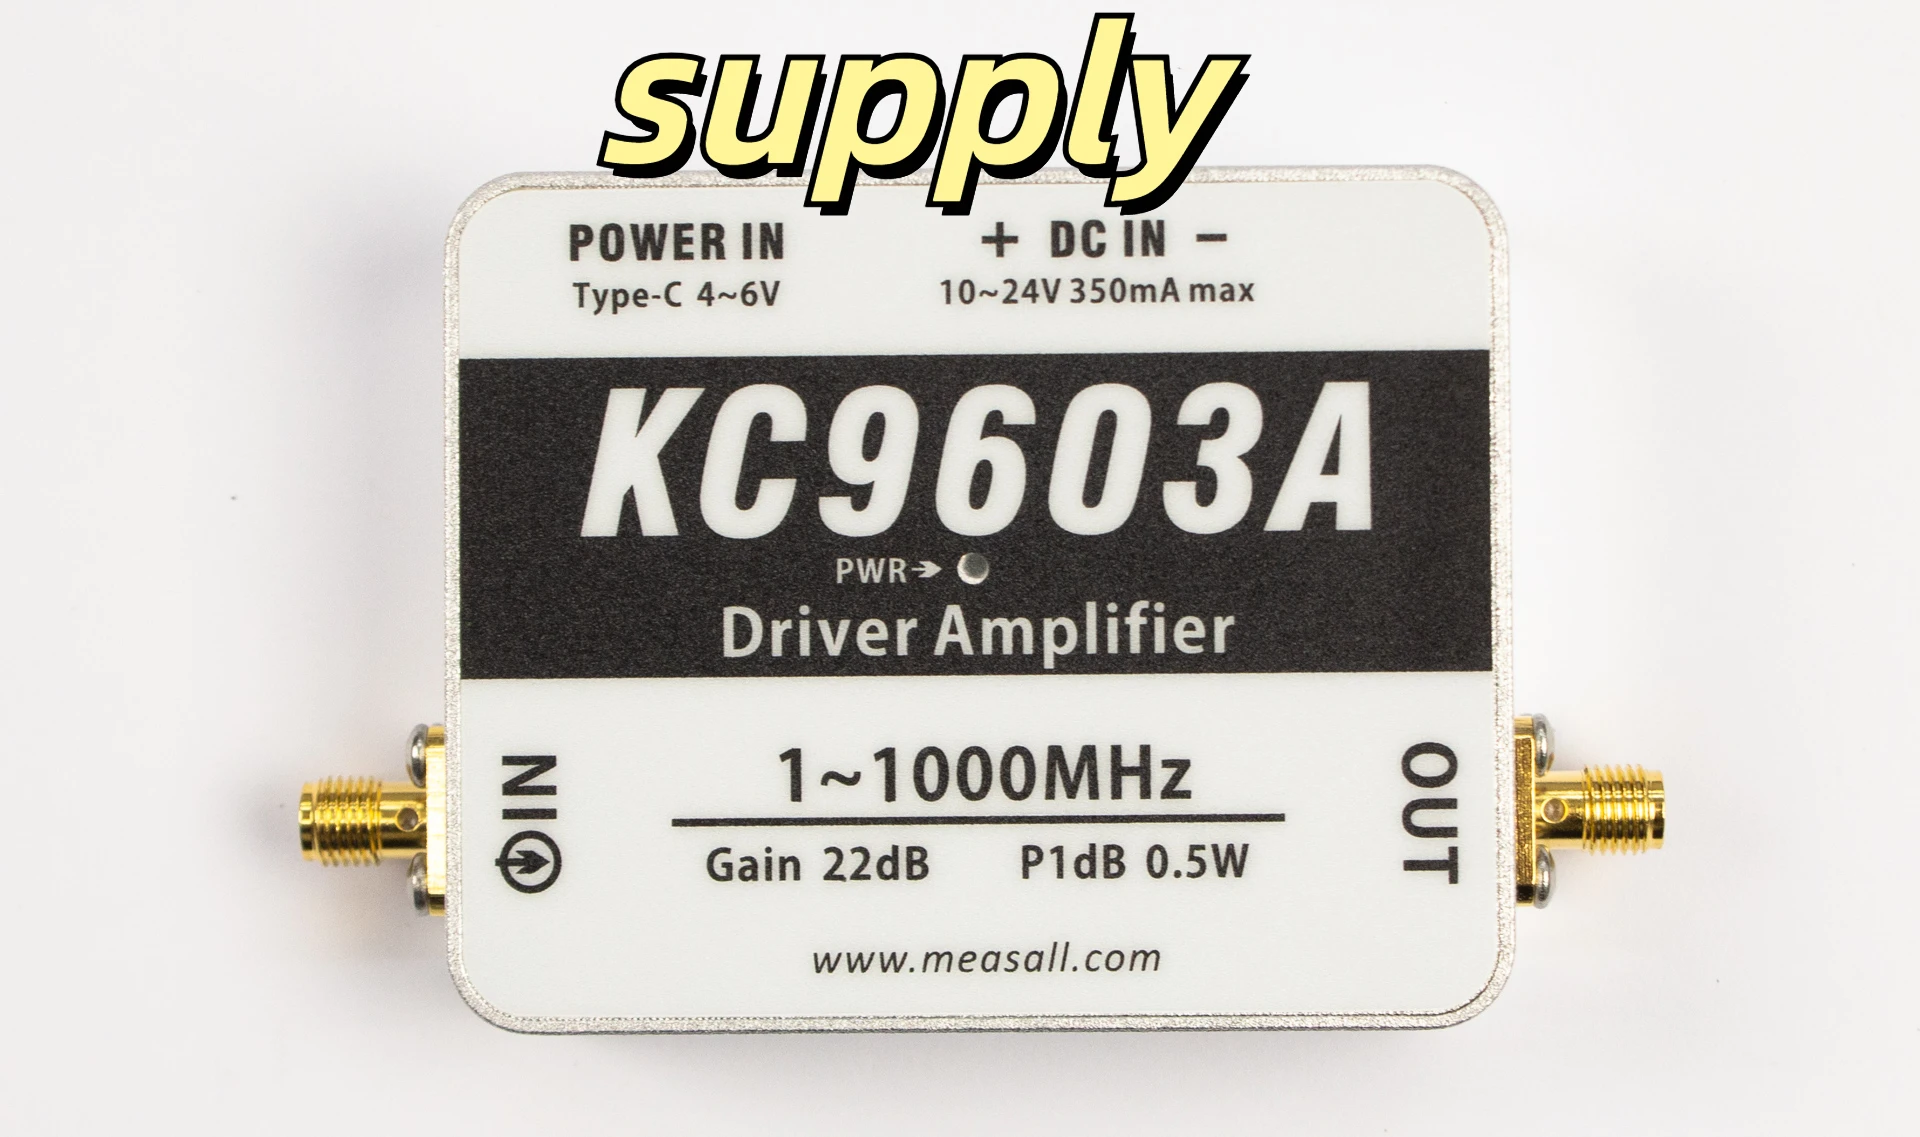 supply
POWER IN
+ DC IN −
Type-C 4~6V
10~24V 350mA max
KC9603A
PWR
Driver Amplifier
IN
OUT
1~1000MHz
Gain 22dB
P1dB 0.5W
www.measall.com